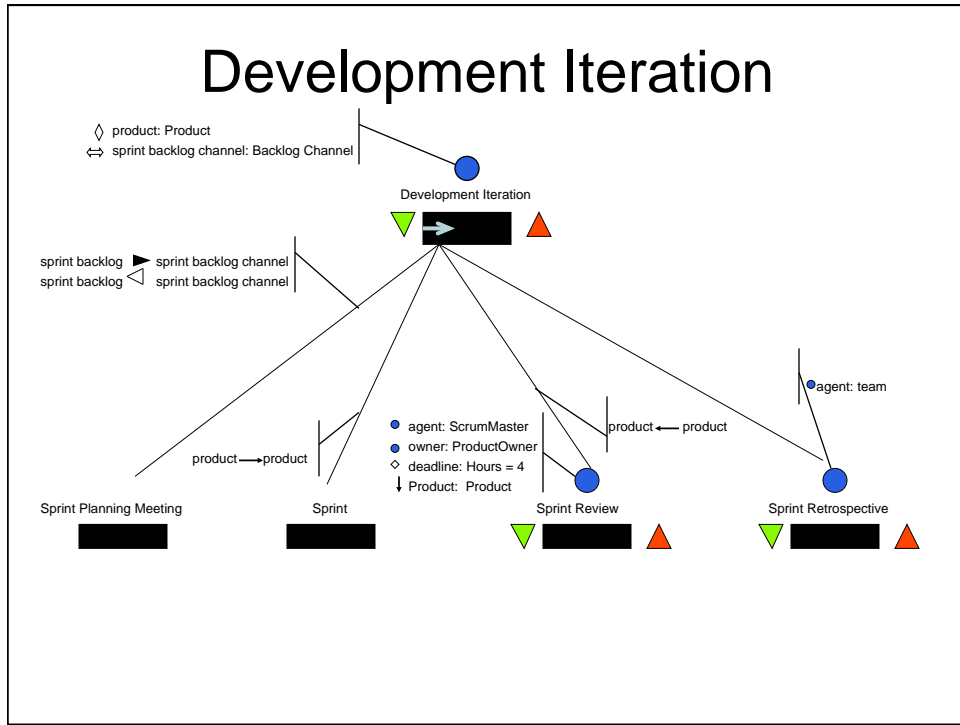 Development Iteration
product: Product
sprint backlog channel: Backlog Channel
Development Iteration
sprint backlog sprint backlog channel
sprint backlog sprint backlog channel
agent: team
agent: ScrumMaster
owner: ProductOwner
deadline: Hours = 4
Product: Product
product product
product product
Sprint Planning Meeting
Sprint
Sprint Review
Sprint Retrospective